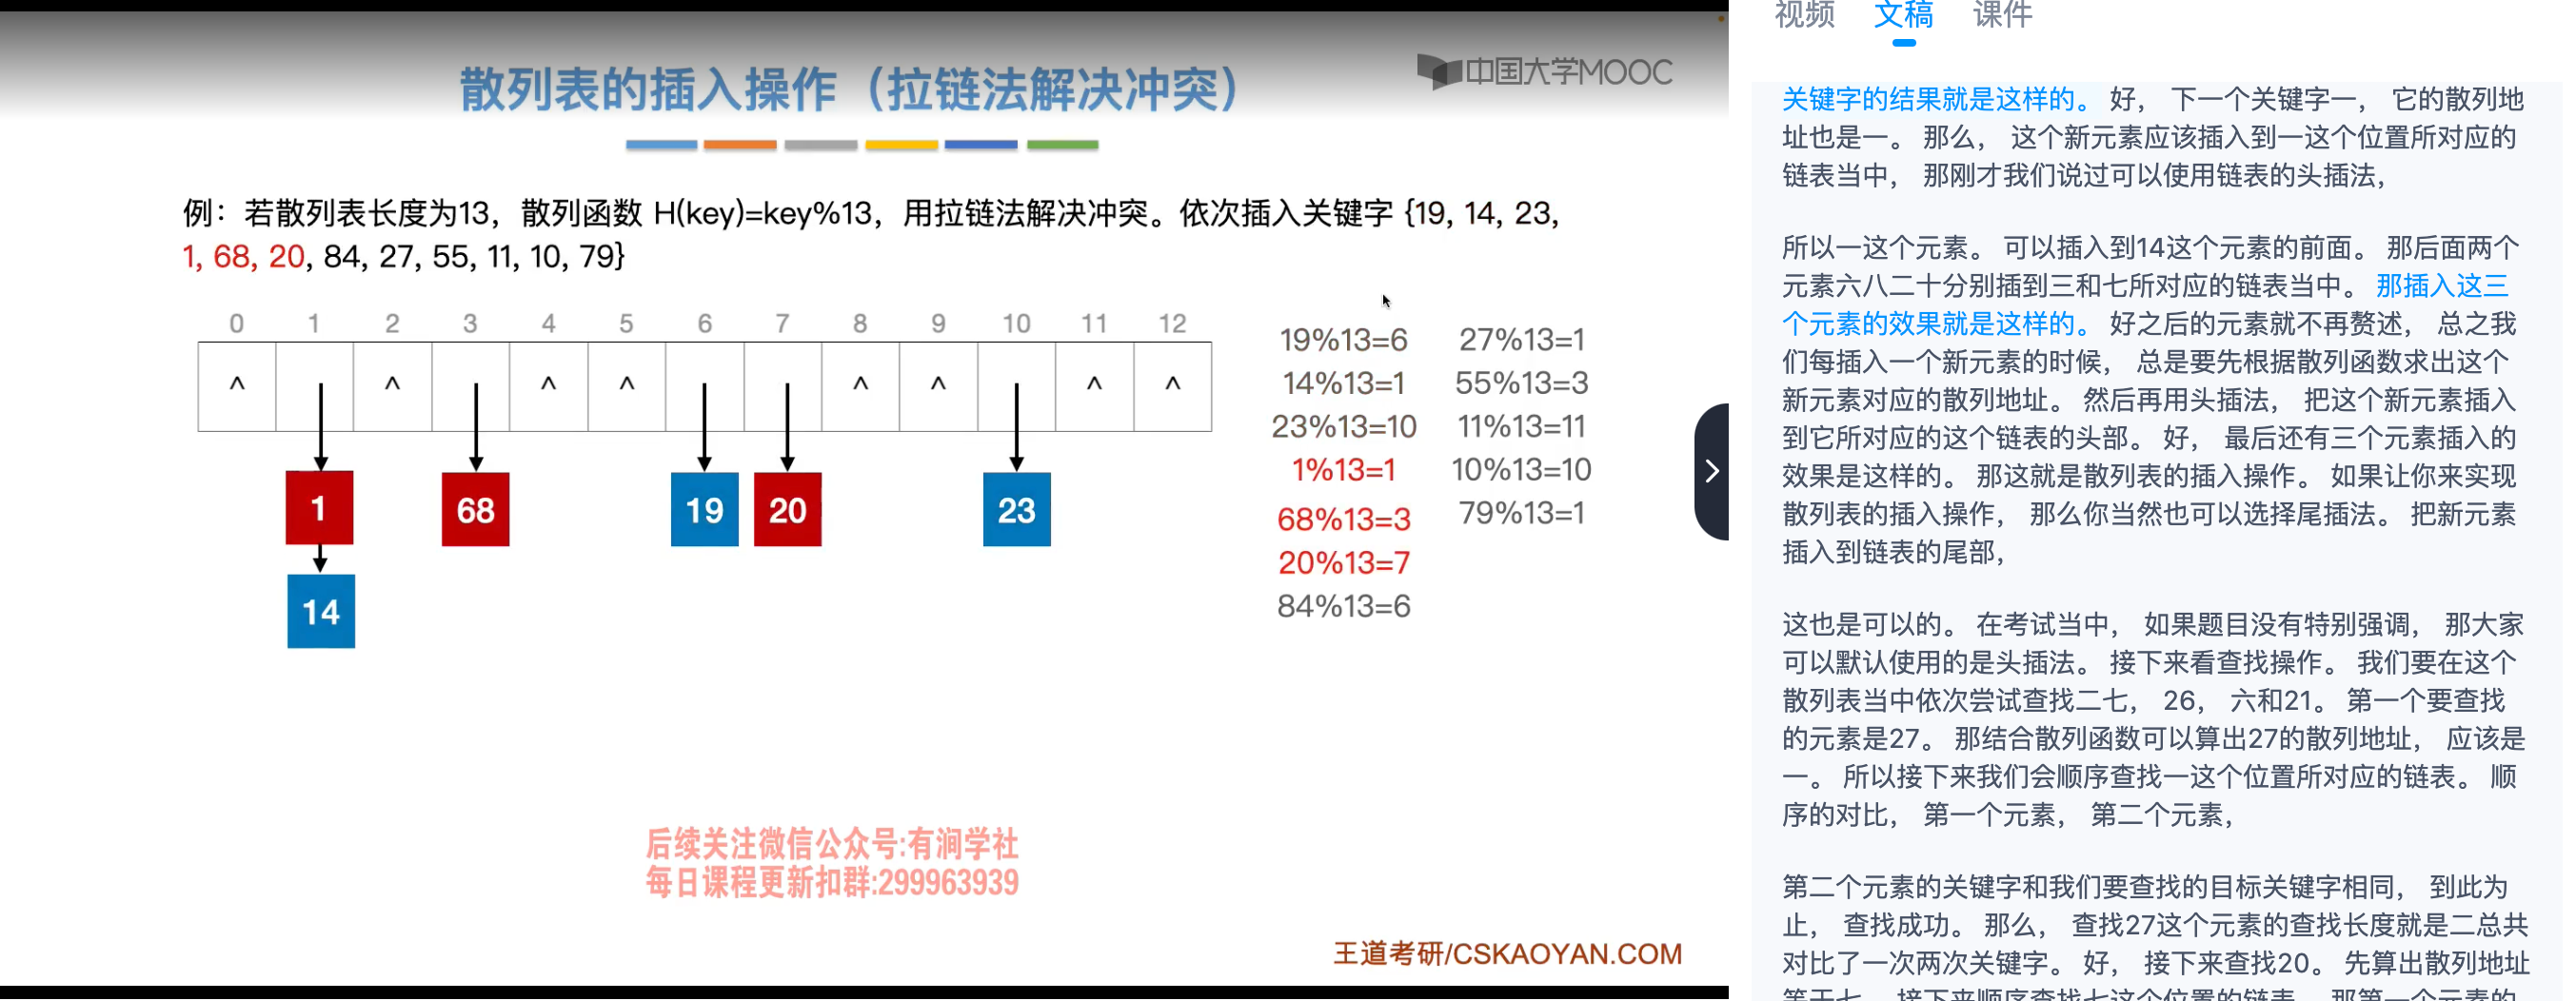 散列表的插入操作（拉链法解决冲突）
中国大学MOOC
例：若散列表长度为13，散列函数 H(key)=key%13，用拉链法解决冲突。依次插入关键字 {19, 14, 23,
1, 68, 20, 84, 27, 55, 11, 10, 79}
0 1 2 3 4 5 6 7 8 9 10 11 12
^ ^ ^ ^ ^ ^ ^ ^
1 68 19 20 23
14
19%13=6
14%13=1
23%13=10
1%13=1
68%13=3
20%13=7
84%13=6
27%13=1
55%13=3
11%13=11
10%13=10
79%13=1
后续关注微信公众号:有涧学社
每日课程更新扣群:299963939
王道考研/CSKAOYAN.COM
视频 文稿 课件
关键字的结果就是这样的。 好， 下一个关键字一， 它的散列地
址也是一。 那么， 这个新元素应该插入到一这个位置所对应的
链表当中， 那刚才我们说过可以使用链表的头插法，
所以一这个元素。 可以插入到14这个元素的前面。 那后面两个
元素六八二十分别插到三和七所对应的链表当中。 那插入这三
个元素的效果就是这样的。 好之后的元素就不再赘述， 总之我
们每插入一个新元素的时候， 总是要先根据散列函数求出这个
新元素对应的散列地址。 然后再用头插法， 把这个新元素插入
到它所对应的这个链表的头部。 好， 最后还有三个元素插入的
效果是这样的。 那这就是散列表的插入操作。 如果让你来实现
散列表的插入操作， 那么你当然也可以选择尾插法。 把新元素
插入到链表的尾部，
这也是可以的。 在考试当中， 如果题目没有特别强调， 那大家
可以默认使用的是头插法。 接下来看查找操作。 我们要在这个
散列表当中依次尝试查找二七， 26， 六和21。 第一个要查找
的元素是27。 那结合散列函数可以算出27的散列地址， 应该是
一。 所以接下来我们会顺序查找一这个位置所对应的链表。 顺
序的对比， 第一个元素， 第二个元素，
第二个元素的关键字和我们要查找的目标关键字相同， 到此为
止， 查找成功。 那么， 查找27这个元素的查找长度就是二总共
对比了一次两次关键字。 好， 接下来查找20。 先算出散列地址
等于七， 接下来顺序查找七这个位置的链表， 那第一个元素的